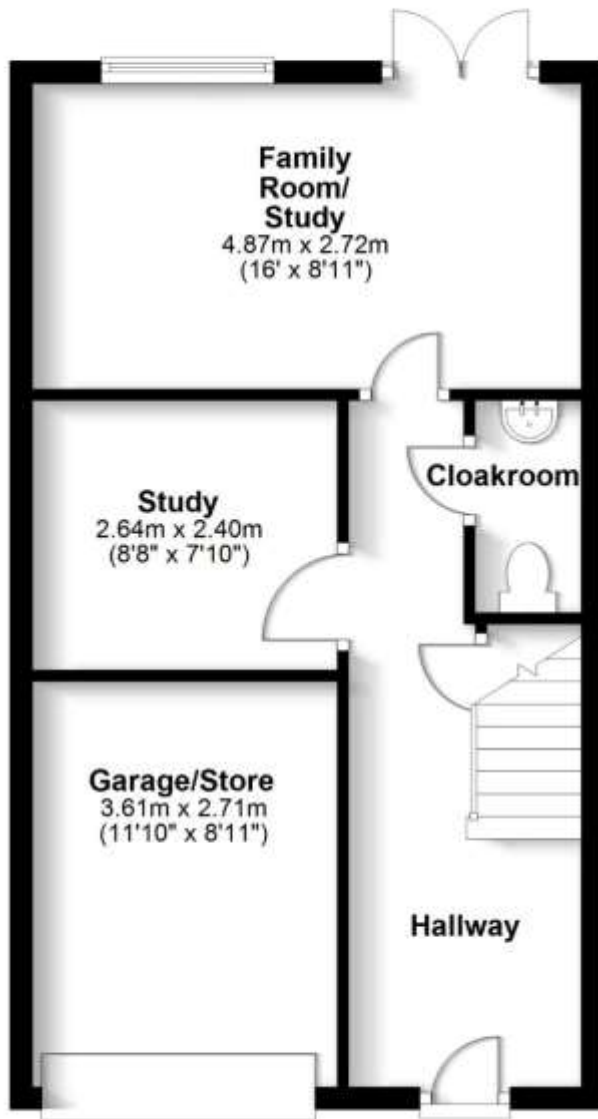 Family
Room/
Study
4.87m x 2.72m
(16' x 8'11")
Cloakroom
Study
2.64m x 2.40m
(8'8" x 7'10")
Garage/Store
3.61m x 2.71m
(11'10" x 8'11")
Hallway